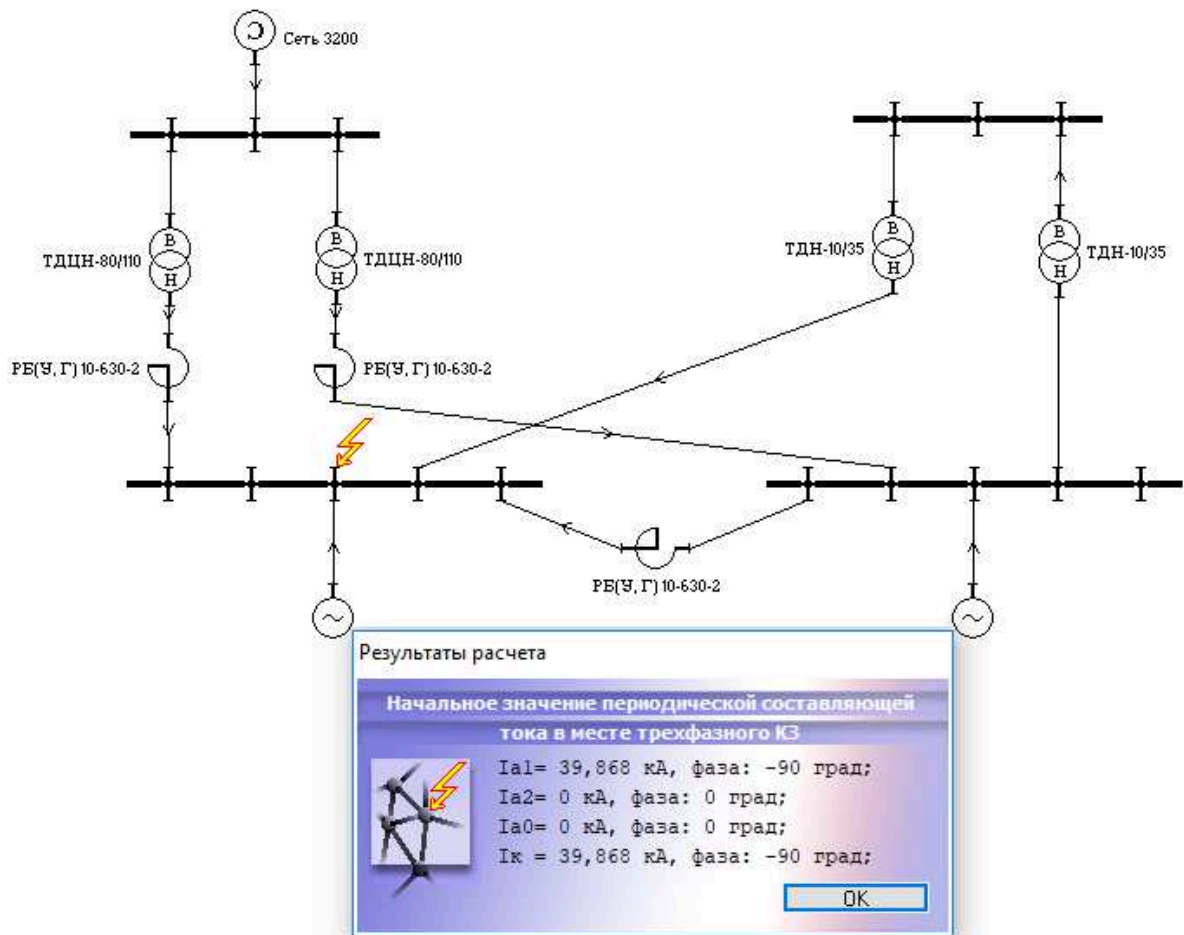 Сеть 3200
В
Н
ТДЦН-80/110
В
Н
ТДЦН-80/110
В
Н
ТДН-10/35
В
Н
ТДН-10/35
РБ(У, Г) 10-630-2
РБ(У, Г) 10-630-2
РБ(У, Г) 10-630-2
Результаты расчета
Начальное значение периодической составляющей
тока в месте трехфазного КЗ
Iа1= 39,868 кА, фаза: -90 град;
Iа2= 0 кА, фаза: 0 град;
Iа0= 0 кА, фаза: 0 град;
Iк = 39,868 кА, фаза: -90 град;
OK